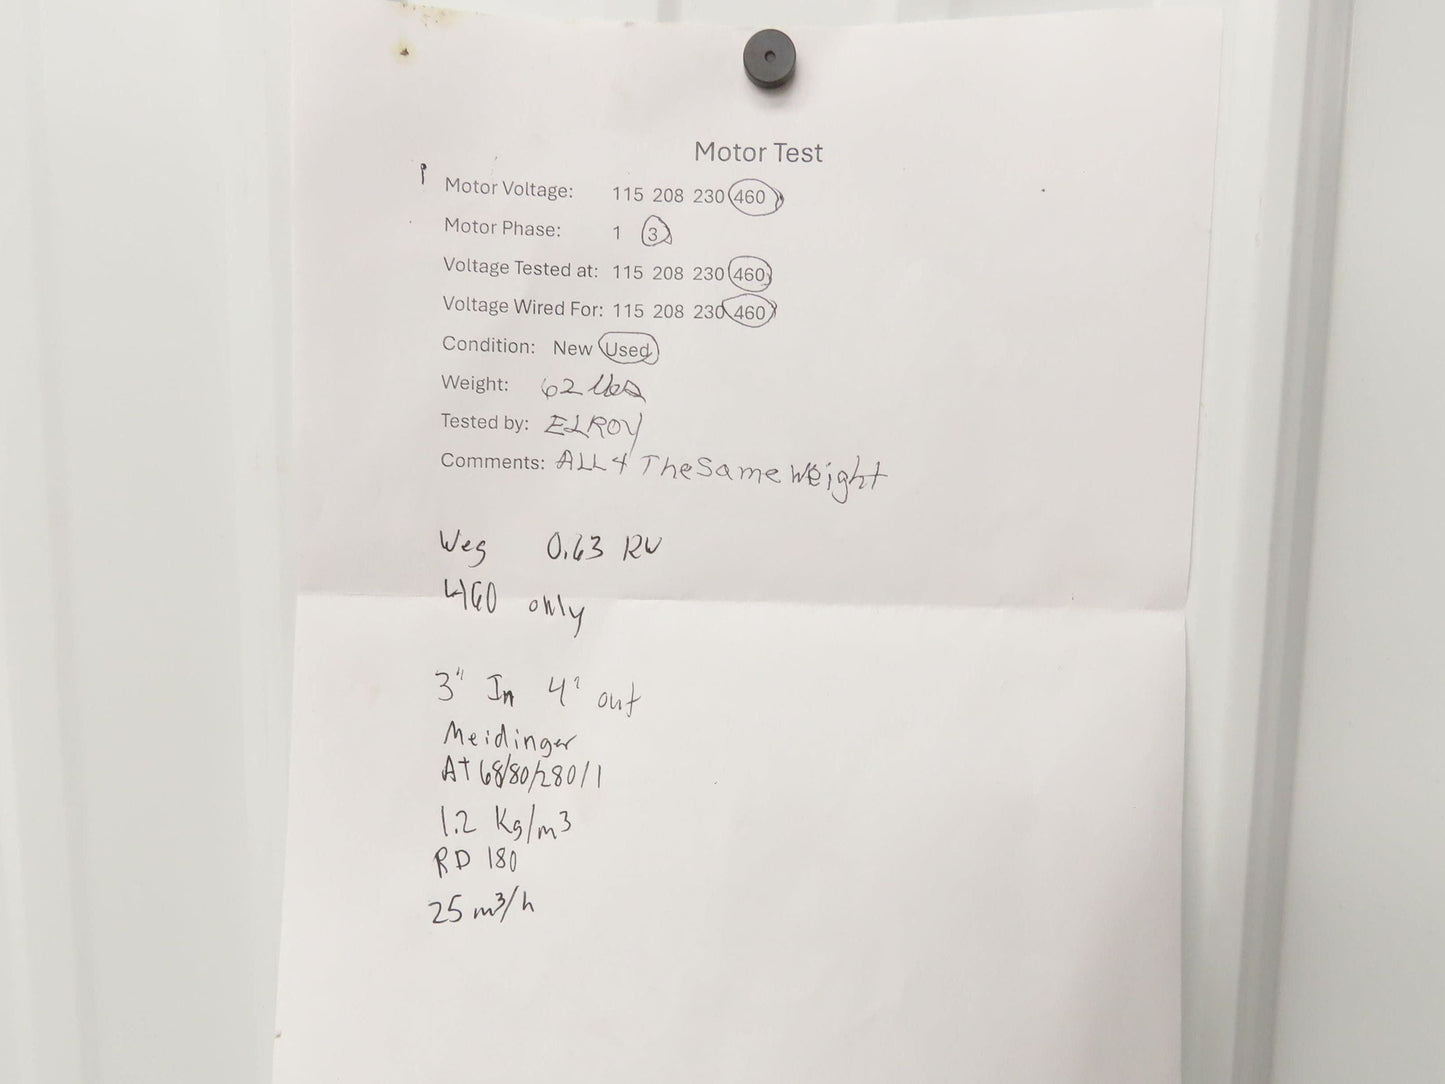 Motor Test
Motor Voltage: 115 208 230 460
Motor Phase: 1 3
Voltage Tested at: 115 208 230 460
Voltage Wired For: 115 208 230 460
Condition: New Used
Weight: 62 lbs
Tested by: ELROY
Comments: ALL 4 The Same Weight
Weg 0.63 KW
460 only
3" In 4" out
Meidinger
At 68/80/280/1
1.2 Kg/m3
RD 180
25 m3/h